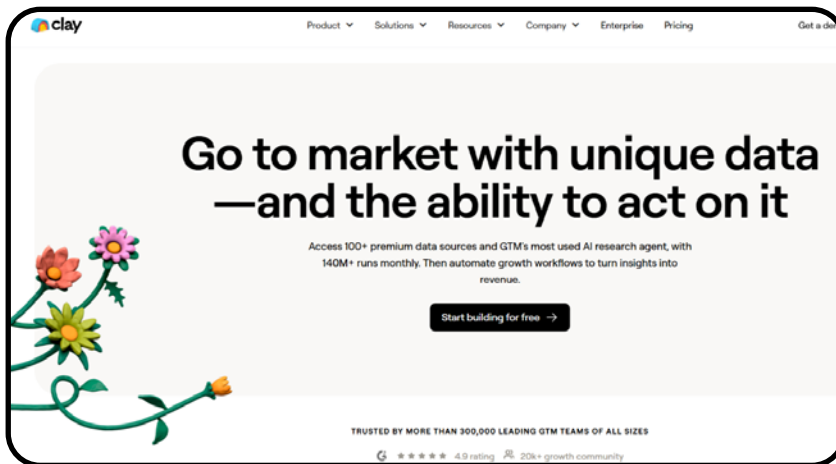 clay
Product
Solutions
Resources
Company
Enterprise
Pricing
Get a de
Go to market with unique data
—and the ability to act on it
Access 100+ premium data sources and GTM's most used AI research agent, with
140M+ runs monthly. Then automate growth workflows to turn insights into
revenue.
Start building for free →
TRUSTED BY MORE THAN 300,000 LEADING GTM TEAMS OF ALL SIZES
★★★★★ 4.9 rating 20k+ growth community